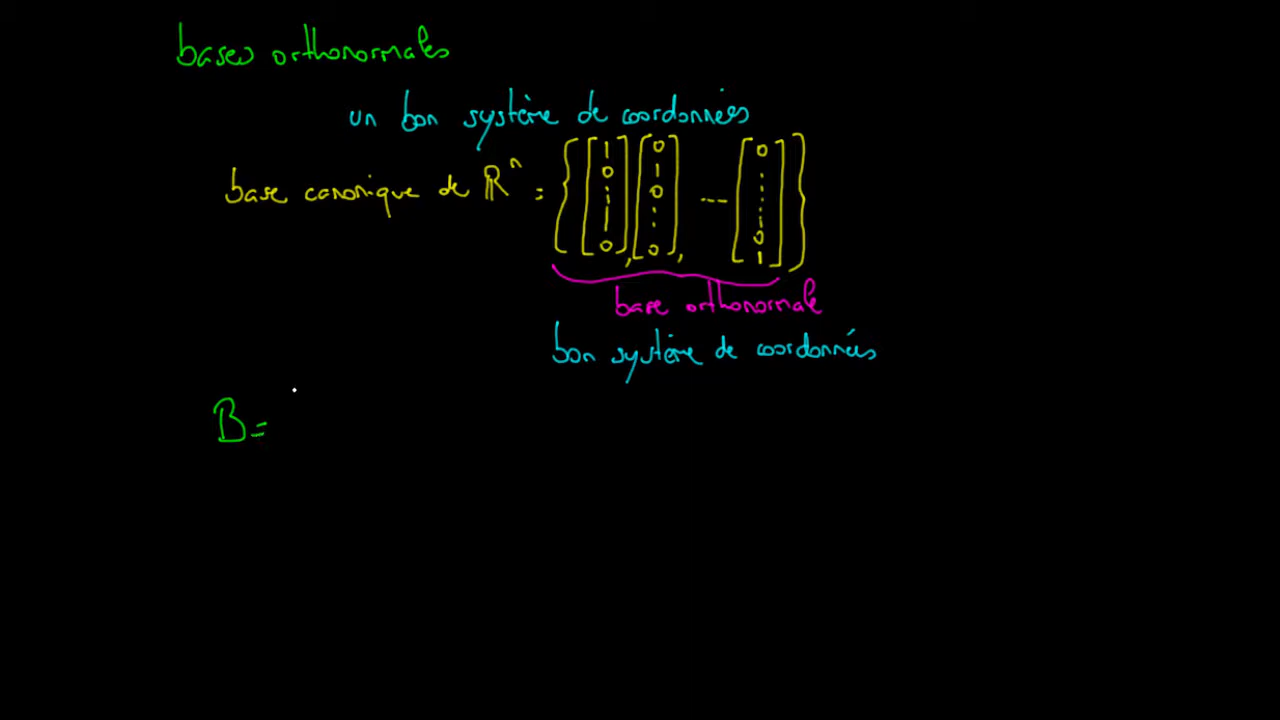 bases orthonormales
un bon système de coordonnées
base canonique de ℝⁿ = { [1 0 ⋮ 0], [0 1 0 ⋮ 0], ... [0 ⋮ 0 1] }
base orthonormale
bon système de coordonnées
B =